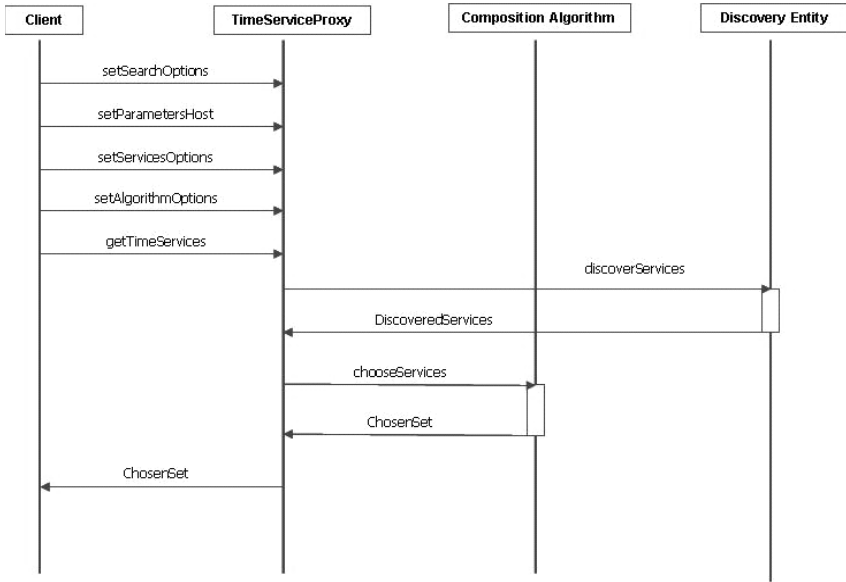 Client
TimeServiceProxy
Composition Algorithm
Discovery Entity
setSearchOptions
setParametersHost
setServicesOptions
setAlgorithmOptions
getTimeServices
discoverServices
DiscoveredServices
chooseServices
ChosenSet
ChosenSet